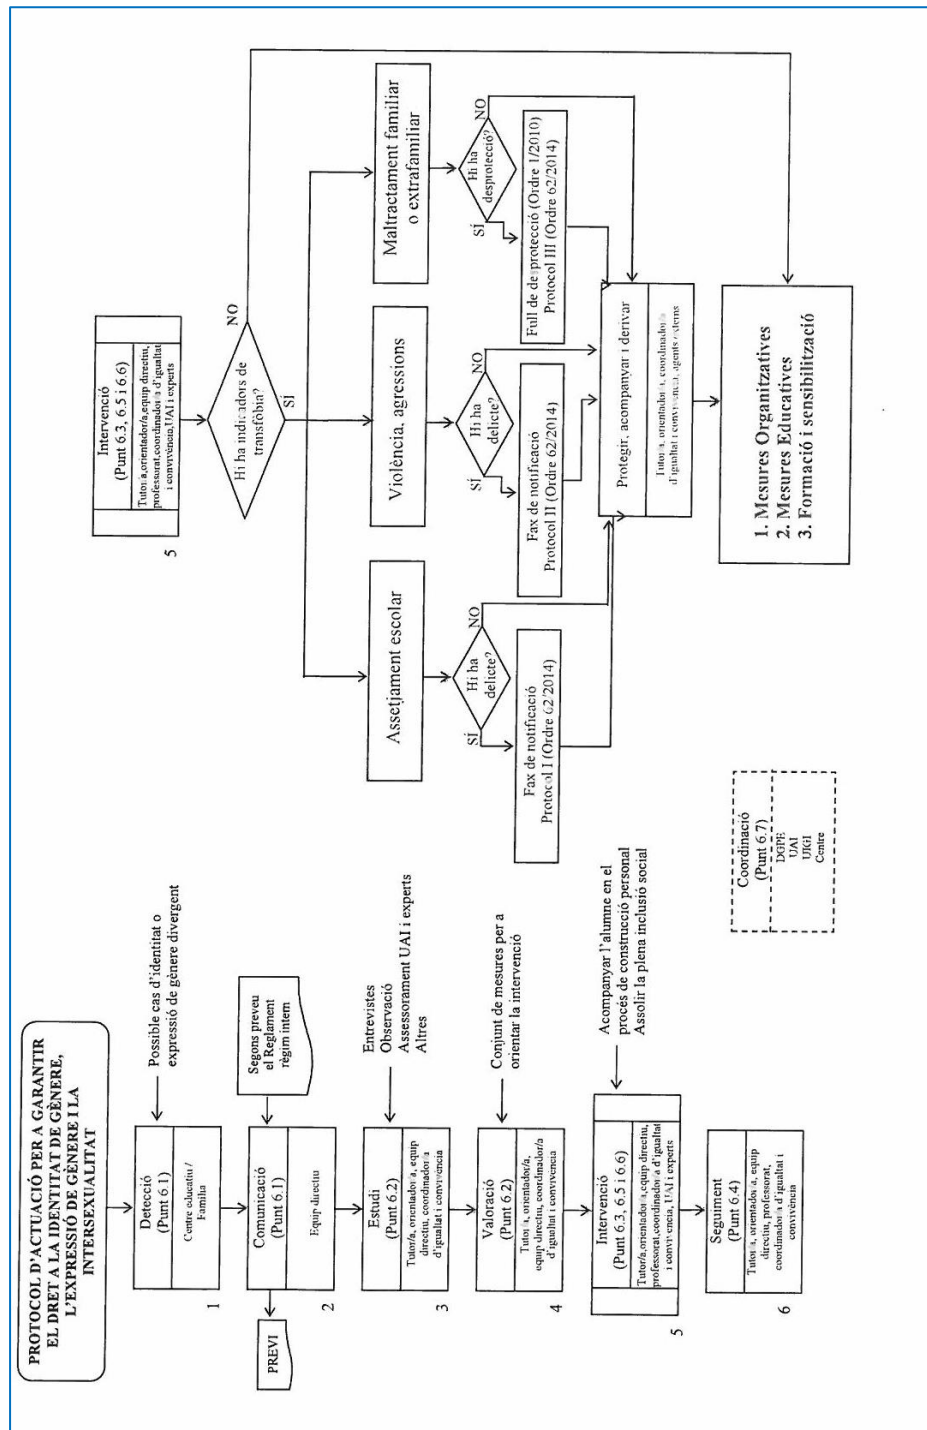 PROTOCOL D'ACTUACIÓ PER A GARANTIR
EL DRET A LA IDENTITAT DE GÈNERE,
L'EXPRESSIÓ DE GÈNERE I LA
INTERSEXUALITAT
Detecció
(Punt 6.1)
Centre educatiu /
Família
1
Possible cas d'identitat o
expressió de gènere divergent
Comunicació
(Punt 6.1)
Equip directiu
2
Segons preveu
el Reglament
règim intern
PREVI
Estudi
(Punt 6.2)
Tutor/a, orientador/a, equip
directiu, coordinador/a
d'igualtat i convivència
3
Entrevistes
Observació
Assessorament UAI i experts
Altres
Valoració
(Punt 6.2)
Tutor/a, orientador/a,
equip directiu, coordinador/a
d'igualtat i convivència
4
Conjunt de mesures per a
orientar la intervenció
Intervenció
(Punt 6.3, 6.5 i 6.6)
Tutor/a,orientador/a,equip directiu,
professorat,coordinador/a d'igualtat
i convivència, UAI i experts
5
Acompanyar l'alumne en el
procés de construcció personal
Assolir la plena inclusió social
Seguiment
(Punt 6.4)
Tutor/a, orientador/a, equip
directiu, professorat,
coordinador/a d'igualtat i
convivència
6
Coordinació
(Punt 6.7)
DGPE
UAI
UIGI
Centre
Intervenció
(Punt 6.3, 6.5 i 6.6)
Tutor/a,orientador/a,equip directiu,
professorat,coordinador/a d'igualtat
i convivència,UAI i experts
5
Hi ha indicadors de
transfòbia?
NO
SI
Assetjament escolar
Hi ha
delicte?
SÍ
NO
Fax de notificació
Protocol I (Ordre 62/2014)
Violència, agressions
Hi ha
delicte?
SÍ
NO
Fax de notificació
Protocol II (Ordre 62/2014)
Maltractament familiar
o extrafamiliar
Hi ha
desprotecció?
SÍ
NO
Full de desprotecció (Ordre 1/2010)
Protocol III (Ordre 62/2014)
Protegir, acompanyar i derivar
Tutor/a, orientador/a, coordinador/a
d'igualtat i convivència, agents externs
1. Mesures Organitzatives
2. Mesures Educatives
3. Formació i sensibilització